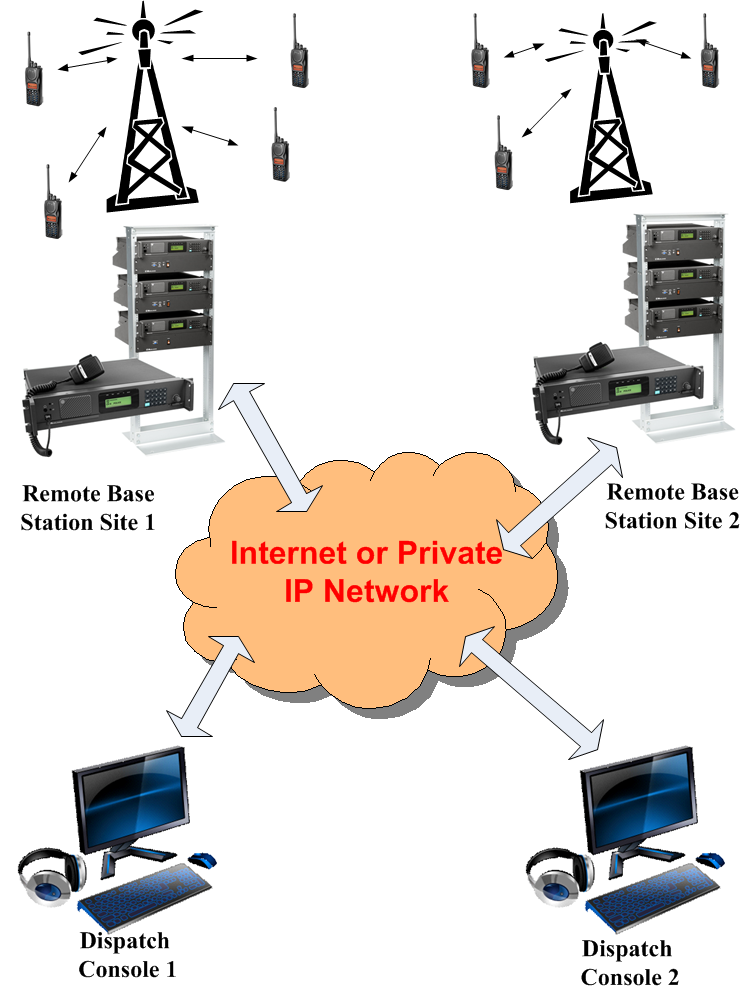 Remote Base
Station Site 1
Remote Base
Station Site 2
Internet or Private
IP Network
Dispatch
Console 1
Dispatch
Console 2